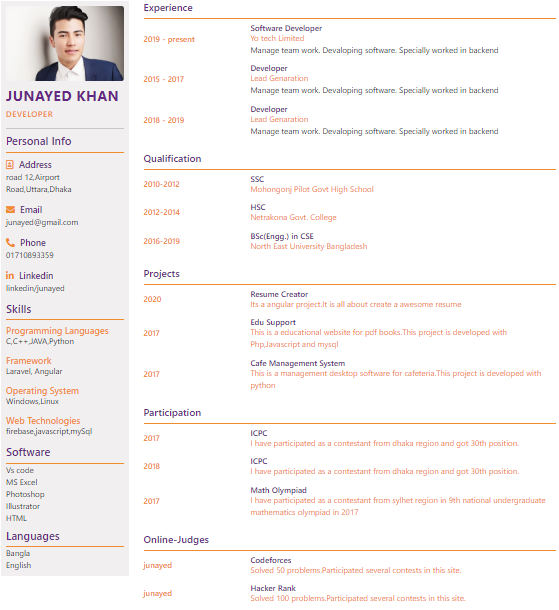 JUNAYED KHAN
DEVELOPER
Personal Info
Address
road 12,Airport
Road,Uttara,Dhaka
Email
junayed@gmail.com
Phone
01710893359
Linkedin
linkedin/junayed
Skills
Programming Languages
C,C++,JAVA,Python
Framework
Laravel, Angular
Operating System
Windows,Linux
Web Technologies
firebase,javascript,mySql
Software
Vs code
MS Excel
Photoshop
Illustrator
HTML
Languages
Bangla
English
Experience
2019 - present
Software Developer
Yo tech Limited
Manage team work. Devaloping software. Specially worked in backend
2015 - 2017
Developer
Lead Genaration
Manage team work. Devaloping software. Specially worked in backend
2018 - 2019
Developer
Lead Genaration
Manage team work. Devaloping software. Specially worked in backend
Qualification
2010-2012
SSC
Mohongonj Pilot Govt High School
2012-2014
HSC
Netrakona Govt. College
2016-2019
BSc(Engg.) in CSE
North East University Bangladesh
Projects
2020
Resume Creator
Its a angular project.It is all about create a awesome resume
2017
Edu Support
This is a educational website for pdf books.This project is developed with
Php,Javascript and mysql
2017
Cafe Management System
This is a management desktop software for cafeteria.This project is developed with
python
Participation
2017
ICPC
I have participated as a contestant from dhaka region and got 30th position.
2018
ICPC
I have participated as a contestant from dhaka region and got 30th position.
2017
Math Olympiad
I have participated as a contestant from sylhet region in 9th national undergraduate
mathematics olympiad in 2017
Online-Judges
junayed
Codeforces
Solved 50 problems.Participated several contests in this site.
junayed
Hacker Rank
Solved 100 problems.Participated several contests in this site.